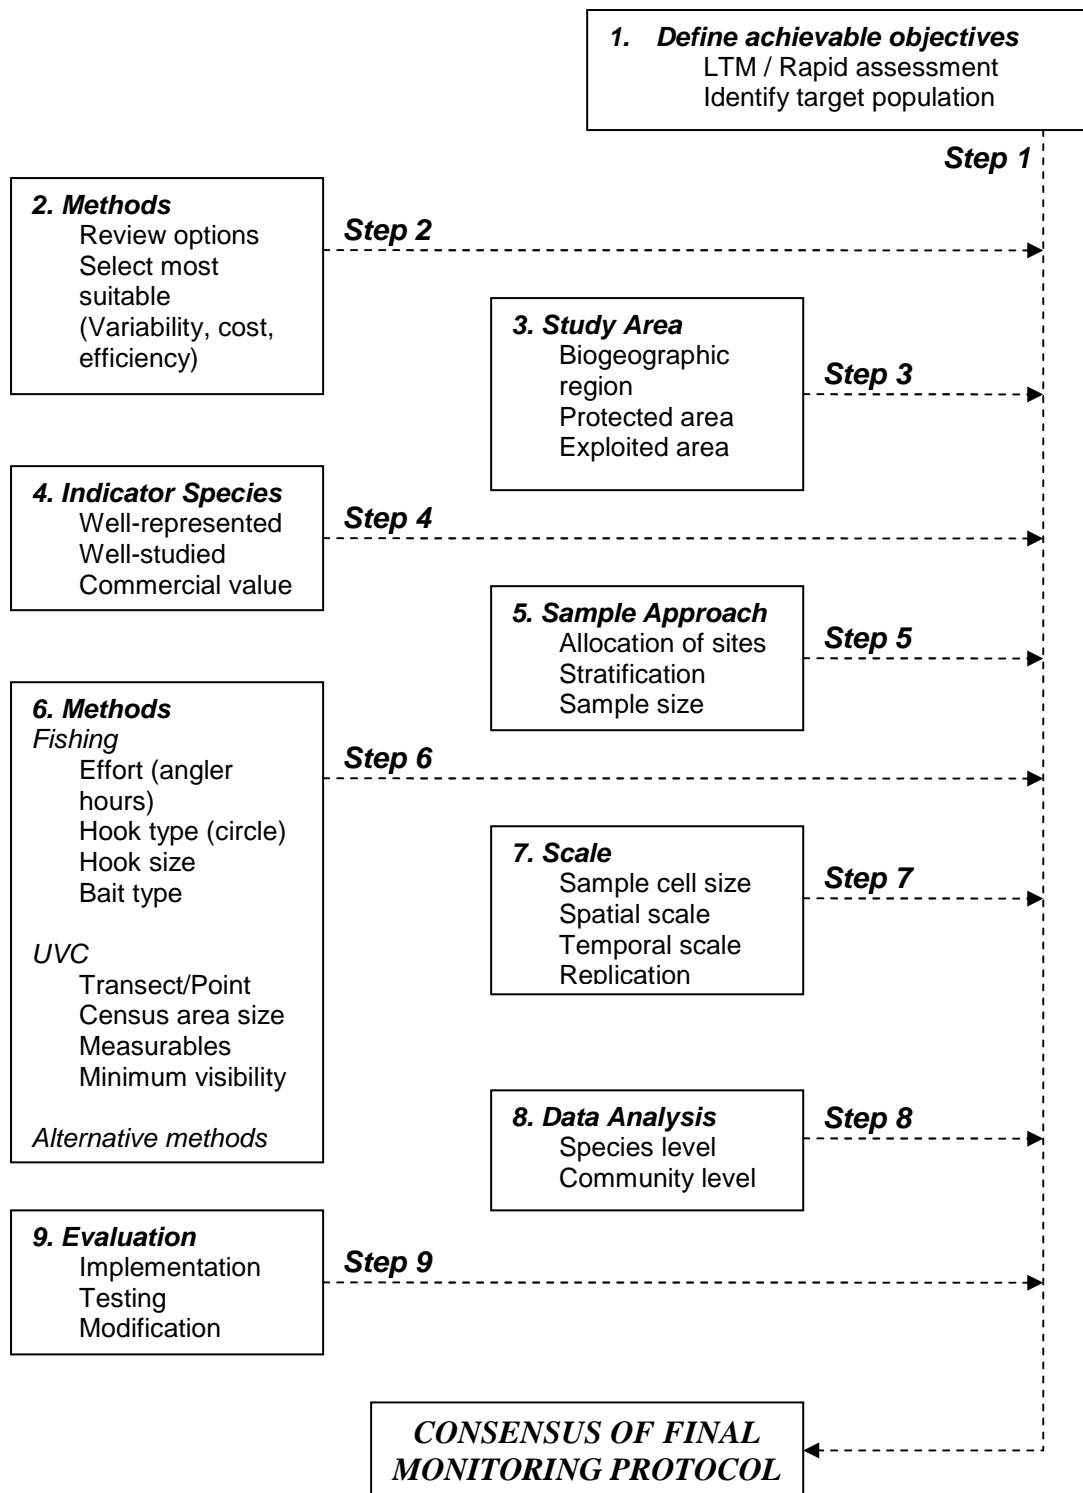 1. Define achievable objectives
LTM / Rapid assessment
Identify target population
Step 1
2. Methods
Review options
Select most
suitable
(Variability, cost,
efficiency)
Step 2
3. Study Area
Biogeographic
region
Protected area
Exploited area
Step 3
4. Indicator Species
Well-represented
Well-studied
Commercial value
Step 4
5. Sample Approach
Allocation of sites
Stratification
Sample size
Step 5
6. Methods
Fishing
Effort (angler
hours)
Hook type (circle)
Hook size
Bait type
UVC
Transect/Point
Census area size
Measurables
Minimum visibility
Alternative methods
Step 6
7. Scale
Sample cell size
Spatial scale
Temporal scale
Replication
Step 7
8. Data Analysis
Species level
Community level
Step 8
9. Evaluation
Implementation
Testing
Modification
Step 9
CONSENSUS OF FINAL
MONITORING PROTOCOL